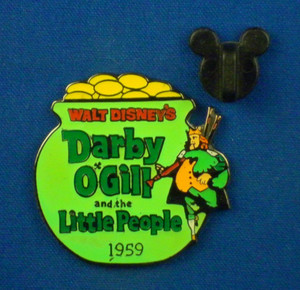 WALT DISNEY'S
Darby
O'Gill
and the
Little People
1959